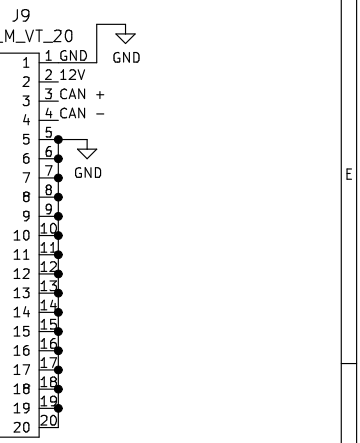 J9
_M_VT_20
1 1 GND
GND
2 2 12V
3 3 CAN +
4 4 CAN -
5 5
6 6
GND
7 7
E
8 8
9 9
10 10
11 11
12 12
13 13
14 14
15 15
16 16
17 17
18 18
19 19
20 20